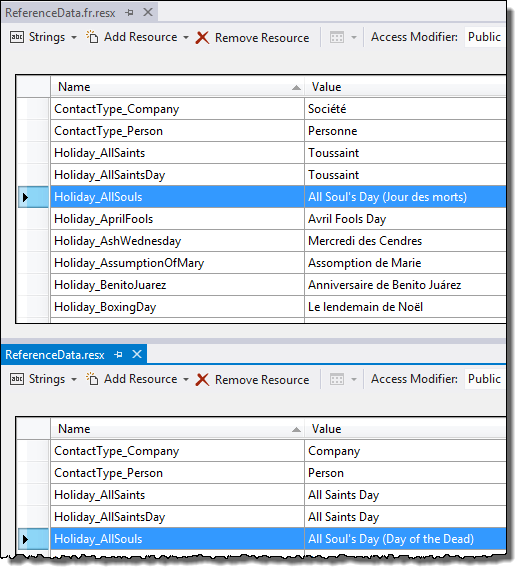 ReferenceData.fr.resx
Strings Add Resource Remove Resource Access Modifier: Public
Name Value
ContactType_Company Société
ContactType_Person Personne
Holiday_AllSaints Toussaint
Holiday_AllSaintsDay Toussaint
Holiday_AllSouls All Soul's Day (Jour des morts)
Holiday_AprilFools Avril Fools Day
Holiday_AshWednesday Mercredi des Cendres
Holiday_AssumptionOfMary Assomption de Marie
Holiday_BenitoJuarez Anniversaire de Benito Juárez
Holiday_BoxingDay Le lendemain de Noël
ReferenceData.resx
Strings Add Resource Remove Resource Access Modifier: Public
Name Value
ContactType_Company Company
ContactType_Person Person
Holiday_AllSaints All Saints Day
Holiday_AllSaintsDay All Saints Day
Holiday_AllSouls All Soul's Day (Day of the Dead)